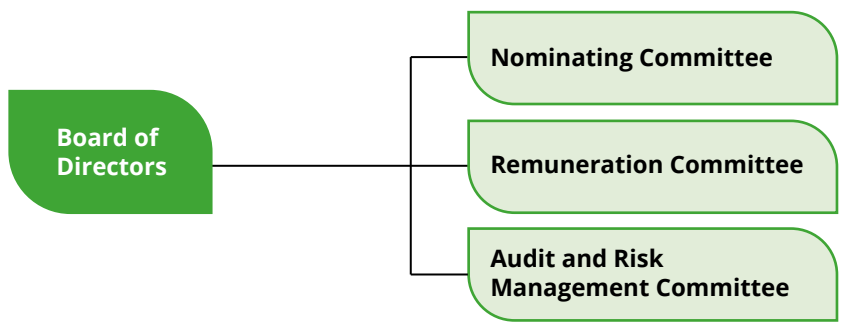 Board of
Directors
Nominating Committee
Remuneration Committee
Audit and Risk
Management Committee